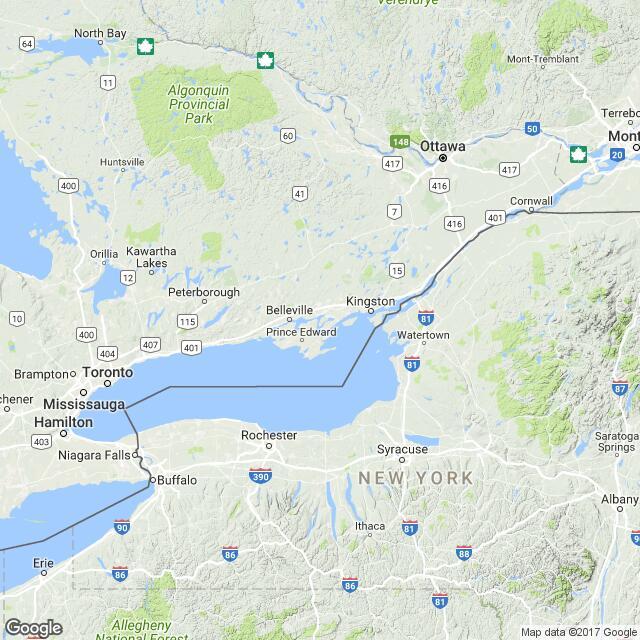 Verendrye
64
North Bay
Mont-Tremblant
11
Algonquin
Provincial
Park
Terrebo
50
Mont
60
148
Ottawa
417
417
20
Huntsville
400
416
41
7
Cornwall
416
401
Orillia
Kawartha
Lakes
12
15
Peterborough
Kingston
Belleville
10
115
81
400
Prince Edward
Watertown
407
401
404
81
Brampton
Toronto
87
Mississauga
chener
Hamilton
403
Rochester
Saratoga
Springs
Niagara Falls
Syracuse
Buffalo
390
NEW YORK
Albany
90
Ithaca
81
90
86
88
Erie
86
86
81
Allegheny
National Forest
Google
Map data ©2017 Google